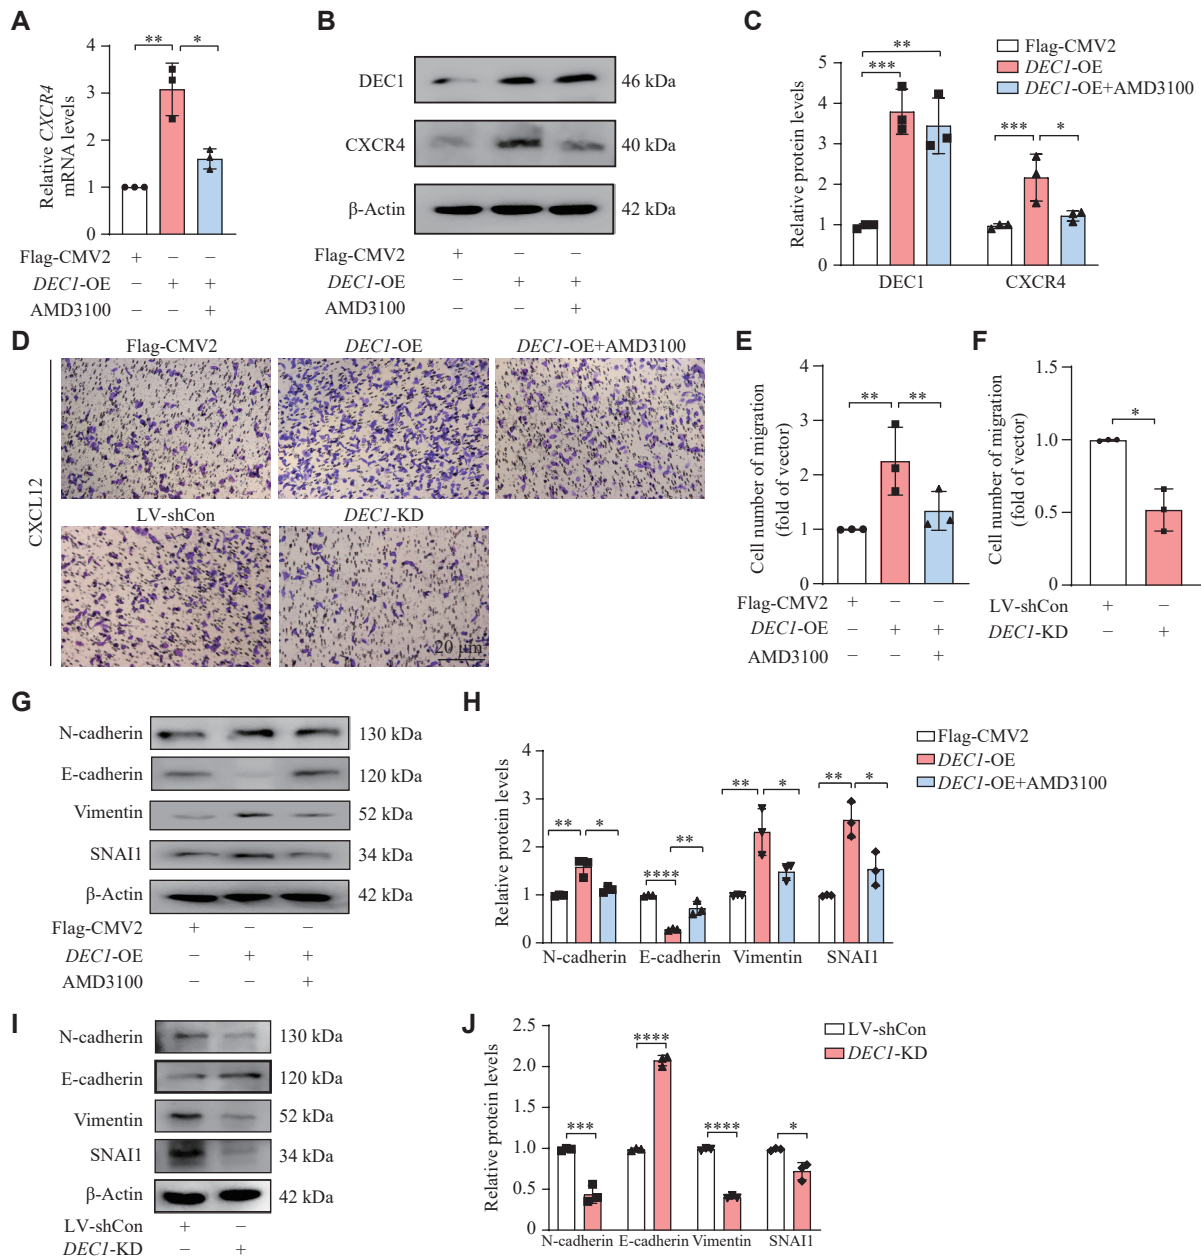 A
Relative CXCR4
mRNA levels
4
3
2
1
0
** *
Flag-CMV2 + − −
DEC1-OE − + +
AMD3100 − − +
B
DEC1 46 kDa
CXCR4 40 kDa
β-Actin 42 kDa
Flag-CMV2 + − −
DEC1-OE − + +
AMD3100 − − +
C
Flag-CMV2
DEC1-OE
DEC1-OE+AMD3100
Relative protein levels
5
4
3
2
1
0
**
***
*** *
DEC1 CXCR4
D
CXCL12
Flag-CMV2 DEC1-OE DEC1-OE+AMD3100
LV-shCon DEC1-KD
20 μm
E
Cell number of migration
(fold of vector)
4
3
2
1
0
** **
Flag-CMV2 + − −
DEC1-OE − + +
AMD3100 − − +
F
Cell number of migration
(fold of vector)
1.5
1.0
0.5
0
*
LV-shCon + −
DEC1-KD − +
G
N-cadherin 130 kDa
E-cadherin 120 kDa
Vimentin 52 kDa
SNAI1 34 kDa
β-Actin 42 kDa
Flag-CMV2 + − −
DEC1-OE − + +
AMD3100 − − +
H
Flag-CMV2
DEC1-OE
DEC1-OE+AMD3100
Relative protein levels
4
3
2
1
0
** *
**** **
** *
** *
N-cadherin E-cadherin Vimentin SNAI1
I
N-cadherin 130 kDa
E-cadherin 120 kDa
Vimentin 52 kDa
SNAI1 34 kDa
β-Actin 42 kDa
LV-shCon + −
DEC1-KD − +
J
LV-shCon
DEC1-KD
Relative protein levels
2.5
2.0
1.5
1.0
0.5
0
*** **** **** *
N-cadherin E-cadherin Vimentin SNAI1